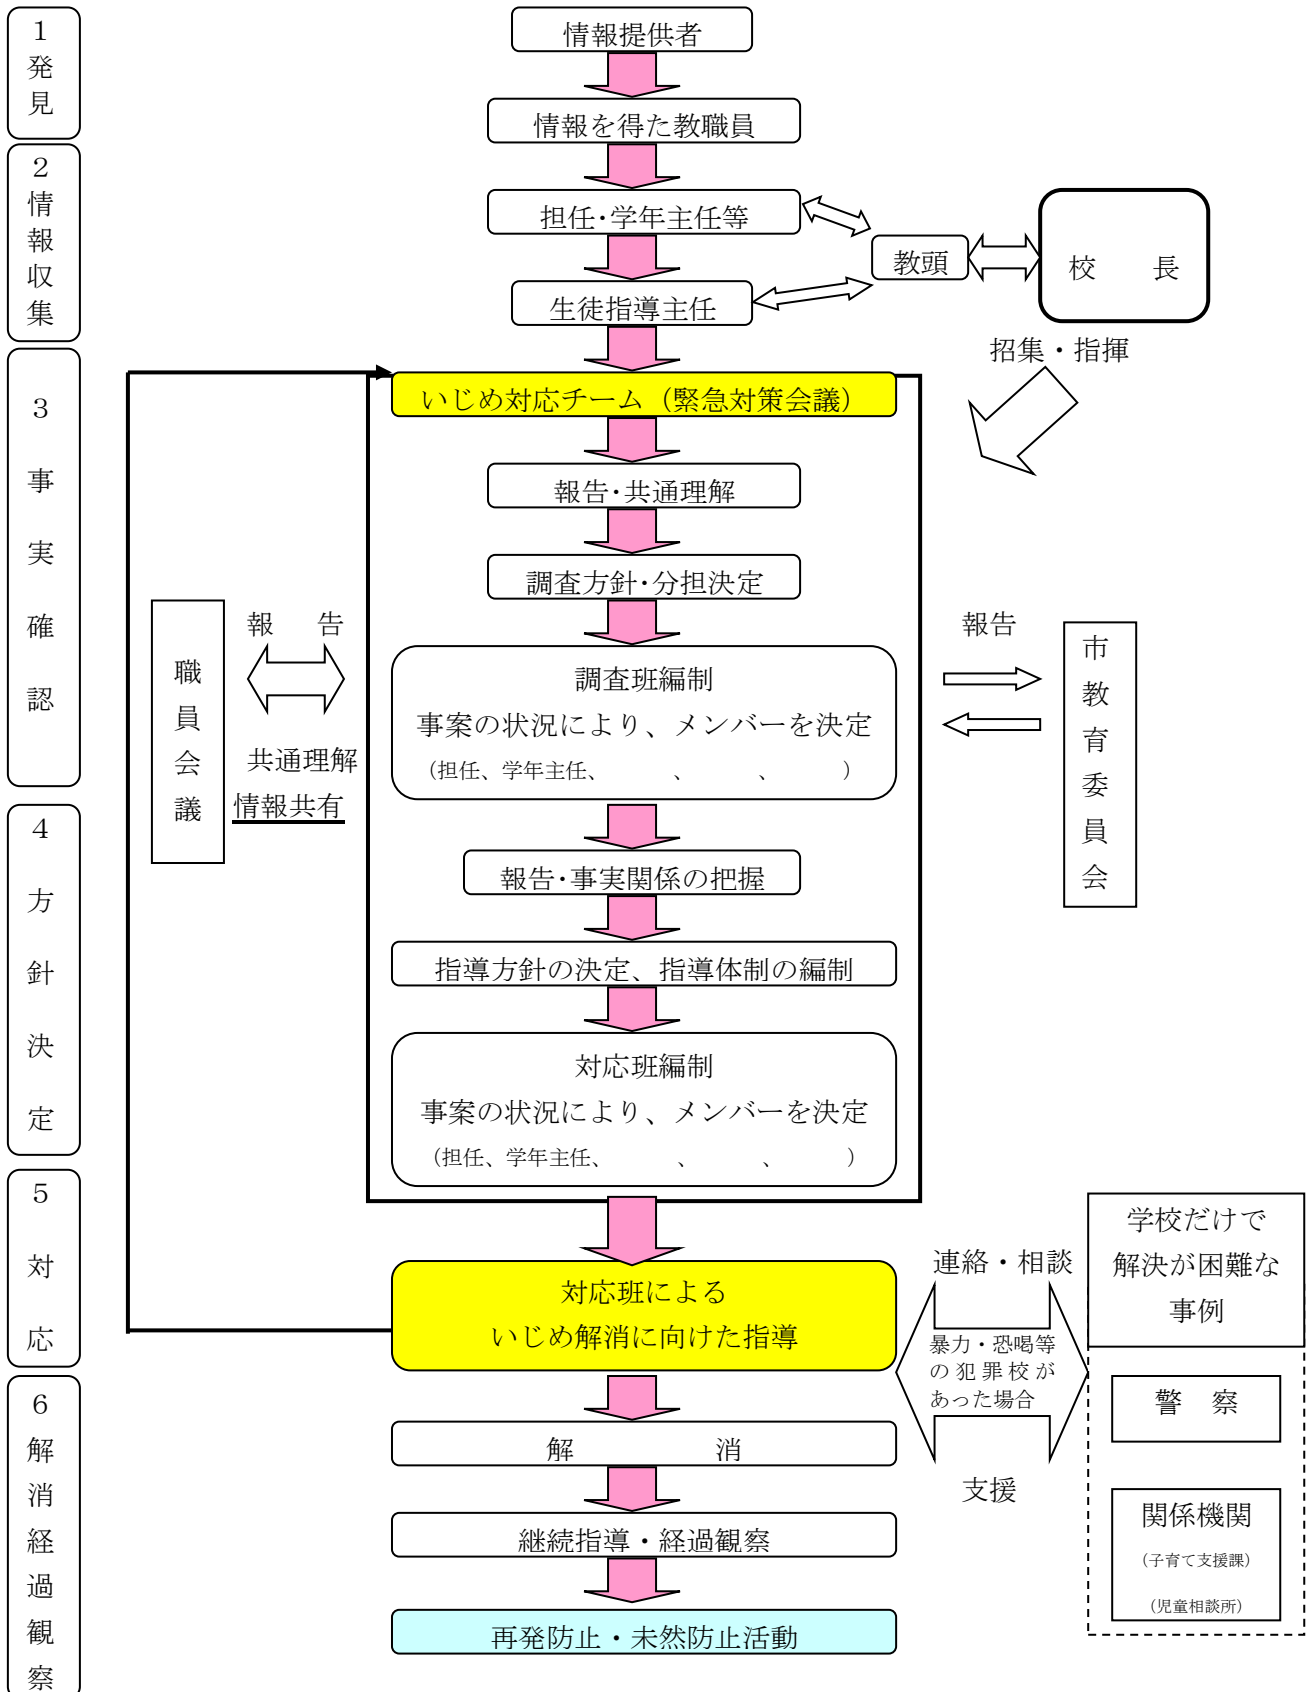 1
発
見
情報提供者
情報を得た教職員
2
情
報
収
集
担任・学年主任等
教頭
校　長
生徒指導主任
招集・指揮
3
事
実
確
認
いじめ対応チーム（緊急対策会議）
報告・共通理解
調査方針・分担決定
職
員
会
議
報　告
共通理解
情報共有
調査班編制
事案の状況により、メンバーを決定
（担任、学年主任、　　　、　　　、　　　）
報告
市
教
育
委
員
会
4
方
針
決
定
報告・事実関係の把握
指導方針の決定、指導体制の編制
対応班編制
事案の状況により、メンバーを決定
（担任、学年主任、　　　、　　　、　　　）
5
対
応
対応班による
いじめ解消に向けた指導
連絡・相談
暴力・恐喝等
の犯罪校が
あった場合
支援
学校だけで
解決が困難な
事例
警　察
関係機関
（子育て支援課）
（児童相談所）
6
解
消
経
過
観
察
解　　　消
継続指導・経過観察
再発防止・未然防止活動